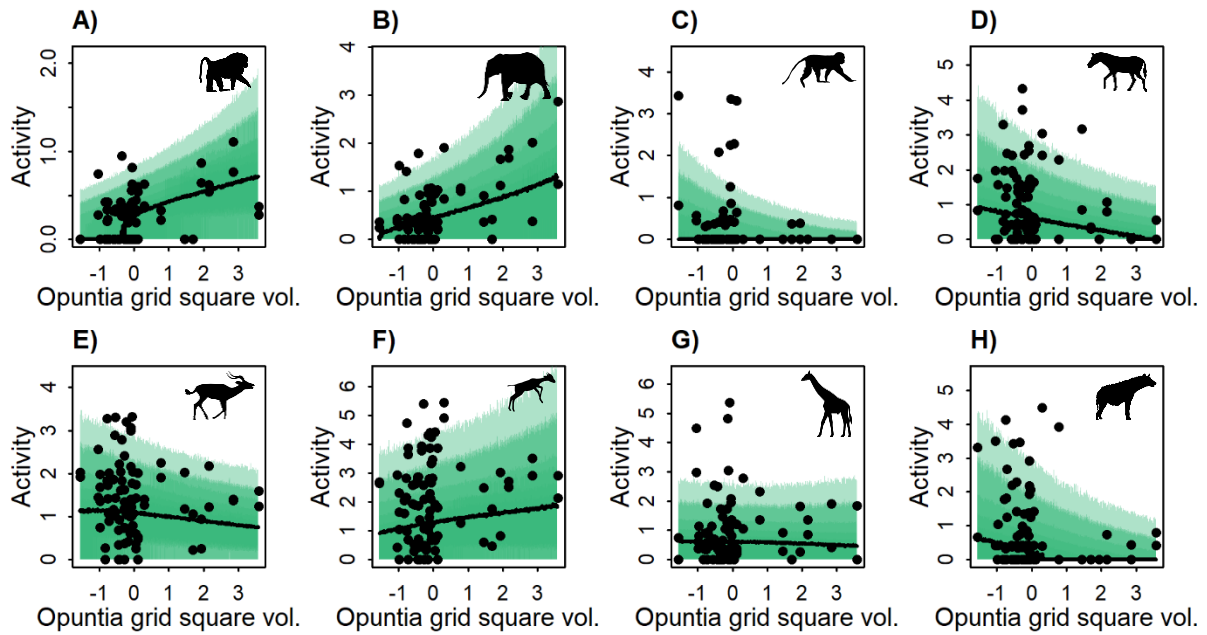 A) B) C) D)
Activity 0.0 1.0 2.0
Activity 0 1 2 3 4
Activity 0 1 2 3 4
Activity 0 1 2 3 4 5
-1 0 1 2 3 -1 0 1 2 3 -1 0 1 2 3 -1 0 1 2 3
Opuntia grid square vol. Opuntia grid square vol. Opuntia grid square vol. Opuntia grid square vol.
E) F) G) H)
Activity 0 1 2 3 4
Activity 0 1 2 3 4 5 6
Activity 0 1 2 3 4 5 6
Activity 0 1 2 3 4 5
-1 0 1 2 3 -1 0 1 2 3 -1 0 1 2 3 -1 0 1 2 3
Opuntia grid square vol. Opuntia grid square vol. Opuntia grid square vol. Opuntia grid square vol.